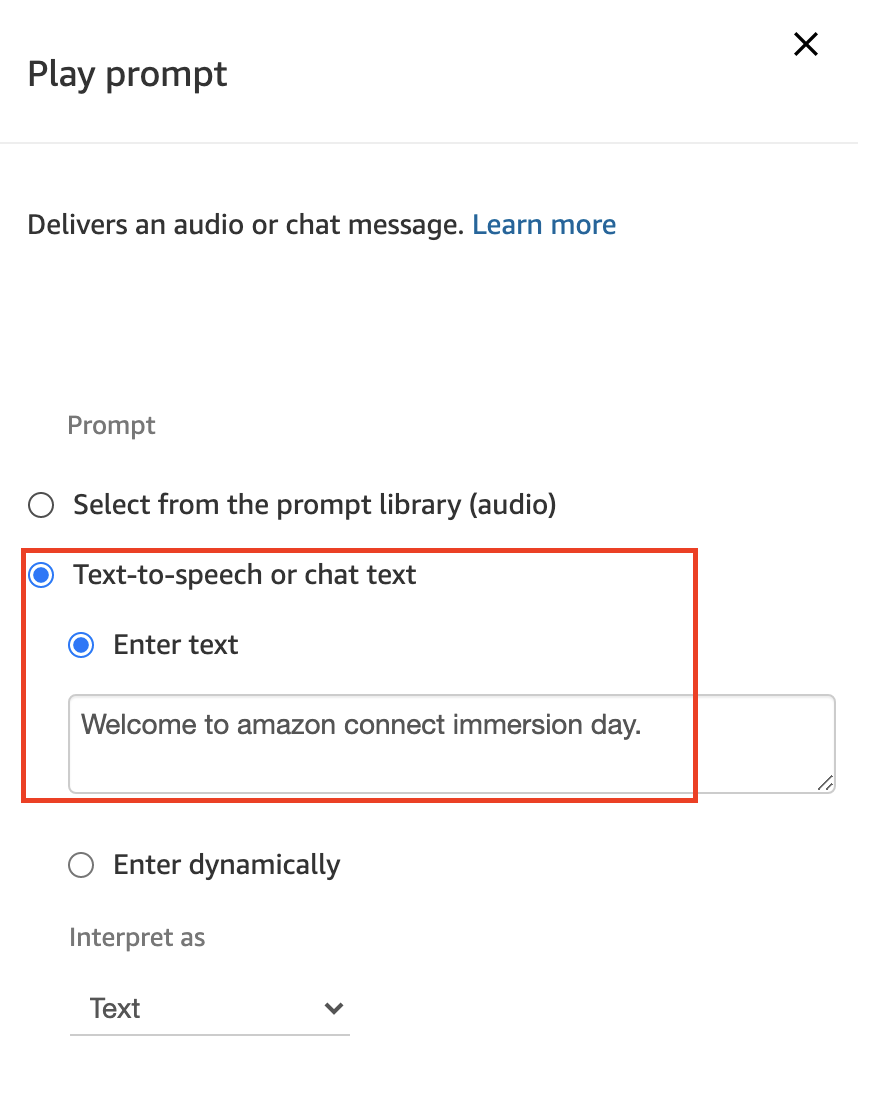 Play prompt
Delivers an audio or chat message. Learn more
Prompt
Select from the prompt library (audio)
Text-to-speech or chat text
Enter text
Welcome to amazon connect immersion day.
Enter dynamically
Interpret as
Text